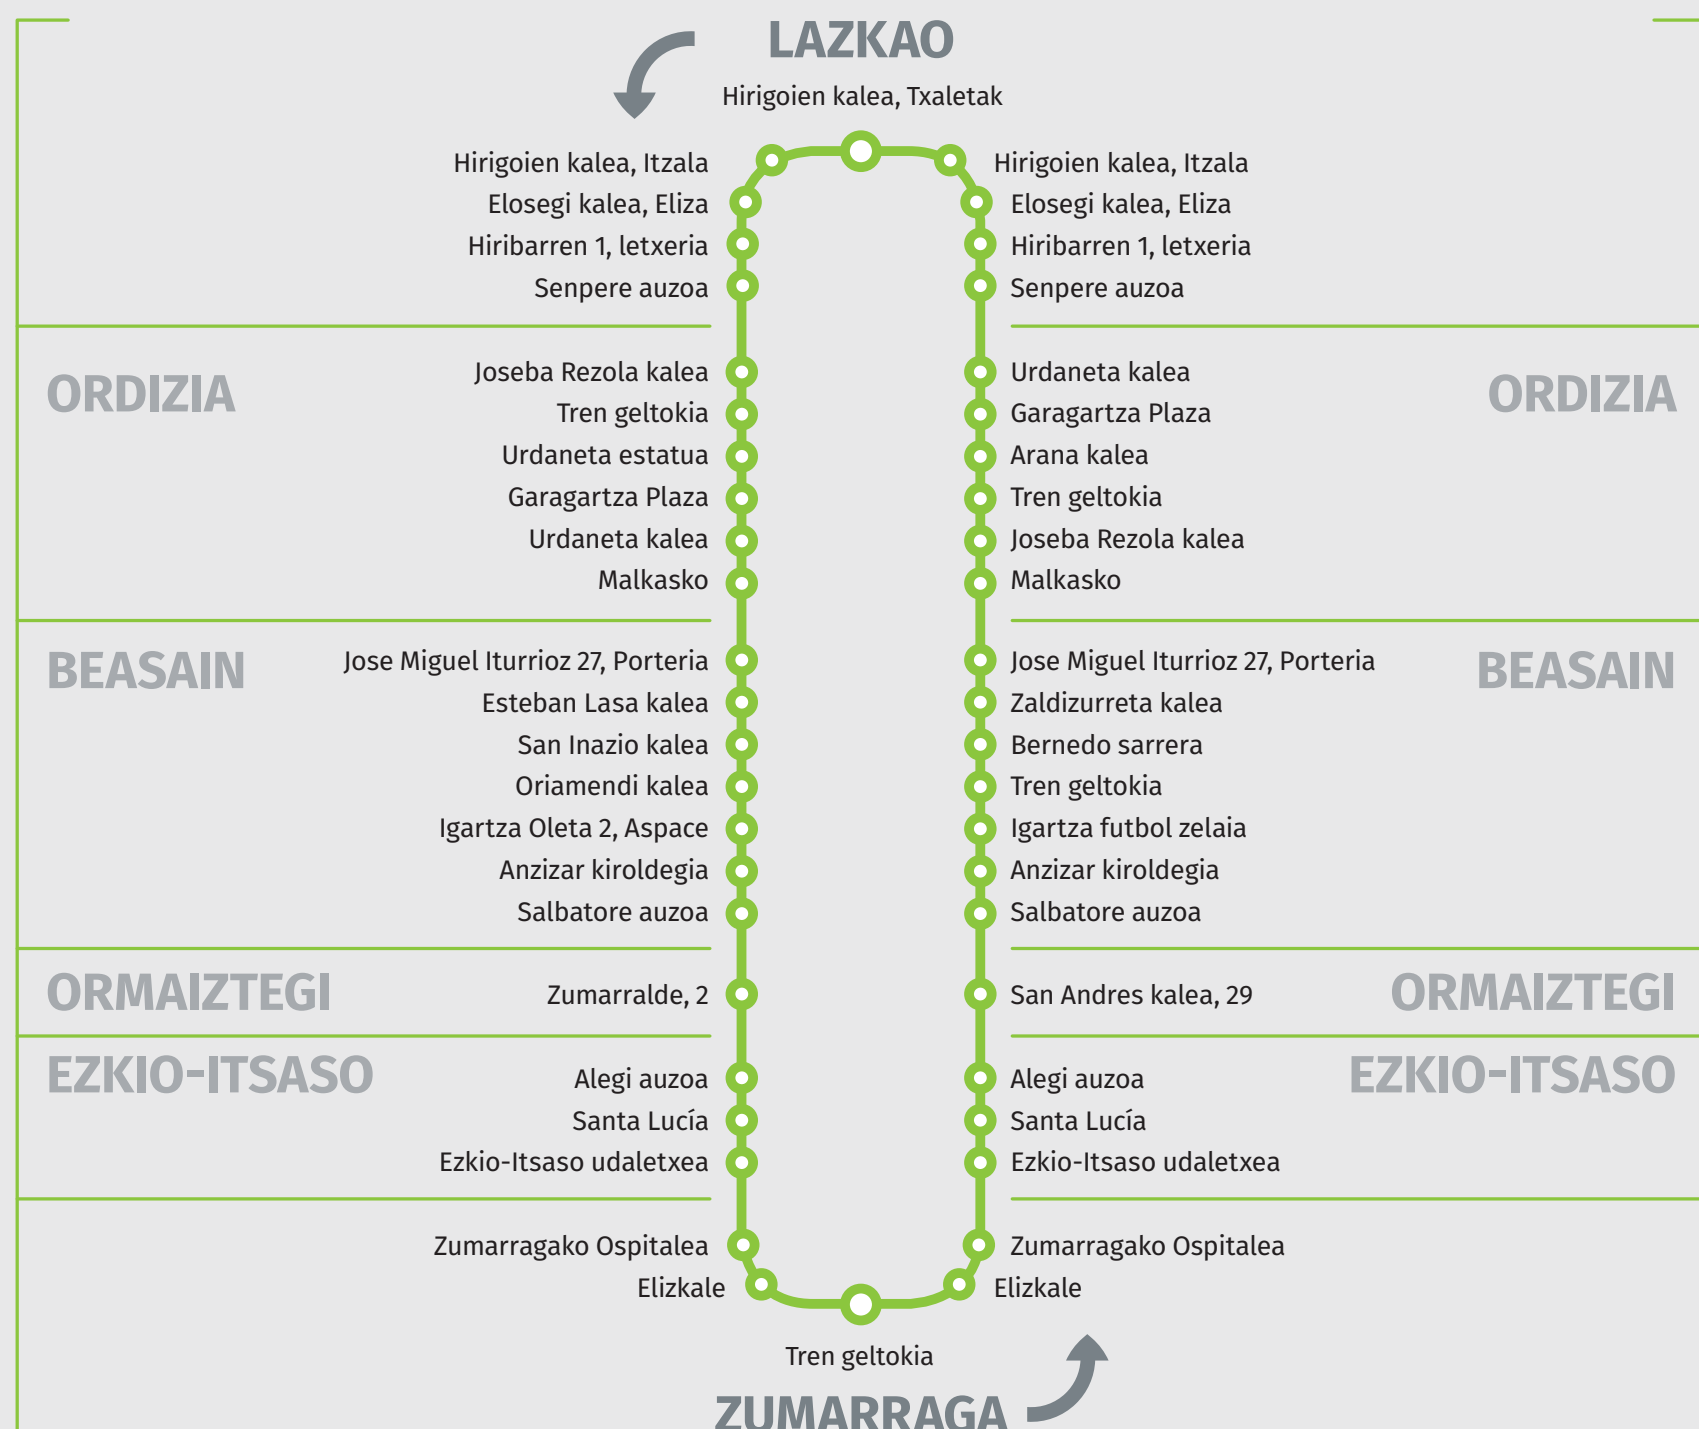 LAZKAO
Hirigoien kalea, Txaletak
Hirigoien kalea, Itzala
Elosegi kalea, Eliza
Hiribarren 1, letxeria
Senpere auzoa
ORDIZIA
Joseba Rezola kalea
Tren geltokia
Urdaneta estatua
Garagartza Plaza
Urdaneta kalea
Malkasko
BEASAIN
Jose Miguel Iturrioz 27, Porteria
Esteban Lasa kalea
San Inazio kalea
Oriamendi kalea
Igartza Oleta 2, Aspace
Anzizar kiroldegia
Salbatore auzoa
ORMAIZTEGI
Zumarralde, 2
EZKIO-ITSASO
Alegi auzoa
Santa Lucía
Ezkio-Itsaso udaletxea
Zumarragako Ospitalea
Elizkale
Hirigoien kalea, Itzala
Elosegi kalea, Eliza
Hiribarren 1, letxeria
Senpere auzoa
ORDIZIA
Urdaneta kalea
Garagartza Plaza
Arana kalea
Tren geltokia
Joseba Rezola kalea
Malkasko
BEASAIN
Jose Miguel Iturrioz 27, Porteria
Zaldizurreta kalea
Bernedo sarrera
Tren geltokia
Igartza futbol zelaia
Anzizar kiroldegia
Salbatore auzoa
ORMAIZTEGI
San Andres kalea, 29
EZKIO-ITSASO
Alegi auzoa
Santa Lucía
Ezkio-Itsaso udaletxea
Zumarragako Ospitalea
Elizkale
Tren geltokia
ZUMARRAGA